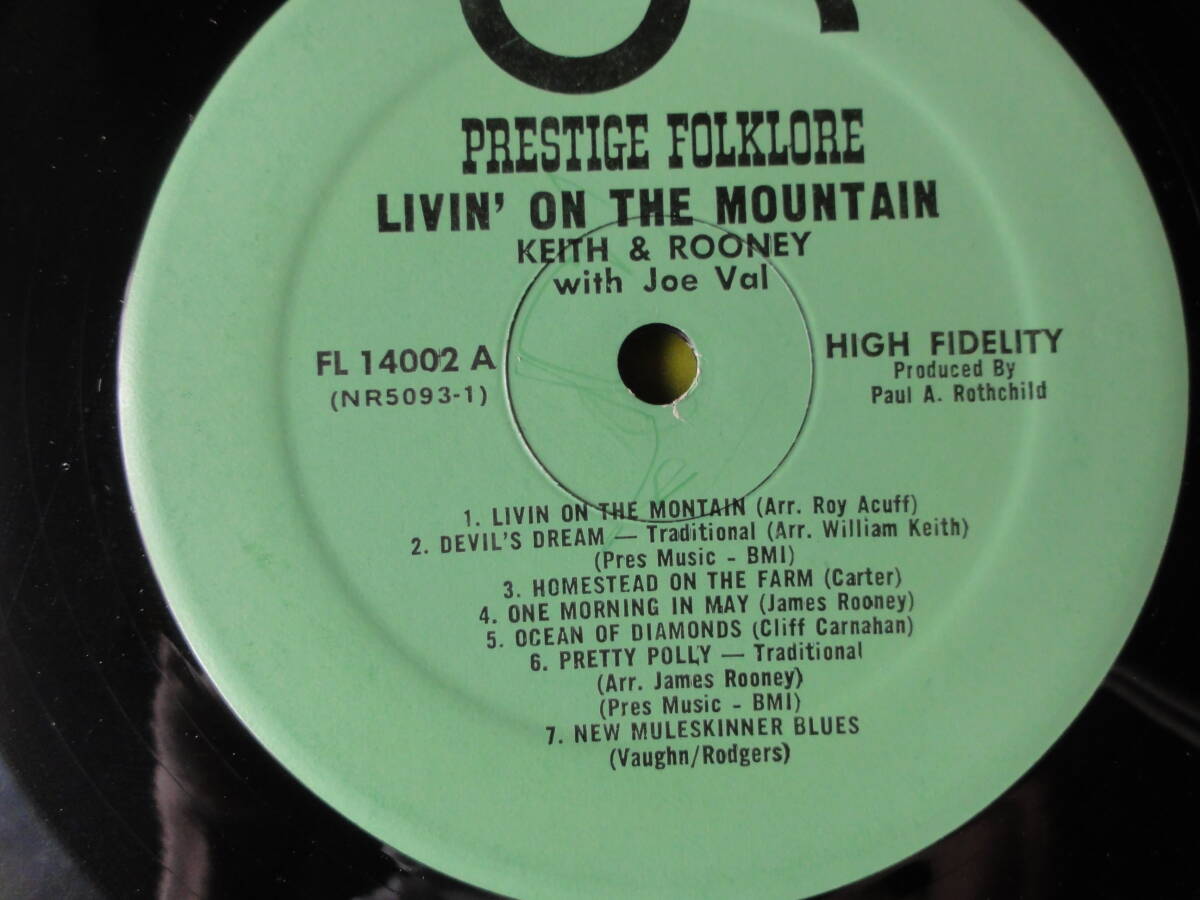 PRESTIGE FOLKLORE
LIVIN' ON THE MOUNTAIN
KEITH & ROONEY
with Joe Val
FL 14002 A
(NR5093-1)
HIGH FIDELITY
Produced By
Paul A. Rothchild
1. LIVIN ON THE MONTAIN (Arr. Roy Acuff)
2. DEVIL'S DREAM — Traditional (Arr. William Keith)
(Pres Music - BMI)
3. HOMESTEAD ON THE FARM (Carter)
4. ONE MORNING IN MAY (James Rooney)
5. OCEAN OF DIAMONDS (Cliff Carnahan)
6. PRETTY POLLY — Traditional
(Arr. James Rooney)
(Pres Music - BMI)
7. NEW MULESKINNER BLUES
(Vaughn/Rodgers)